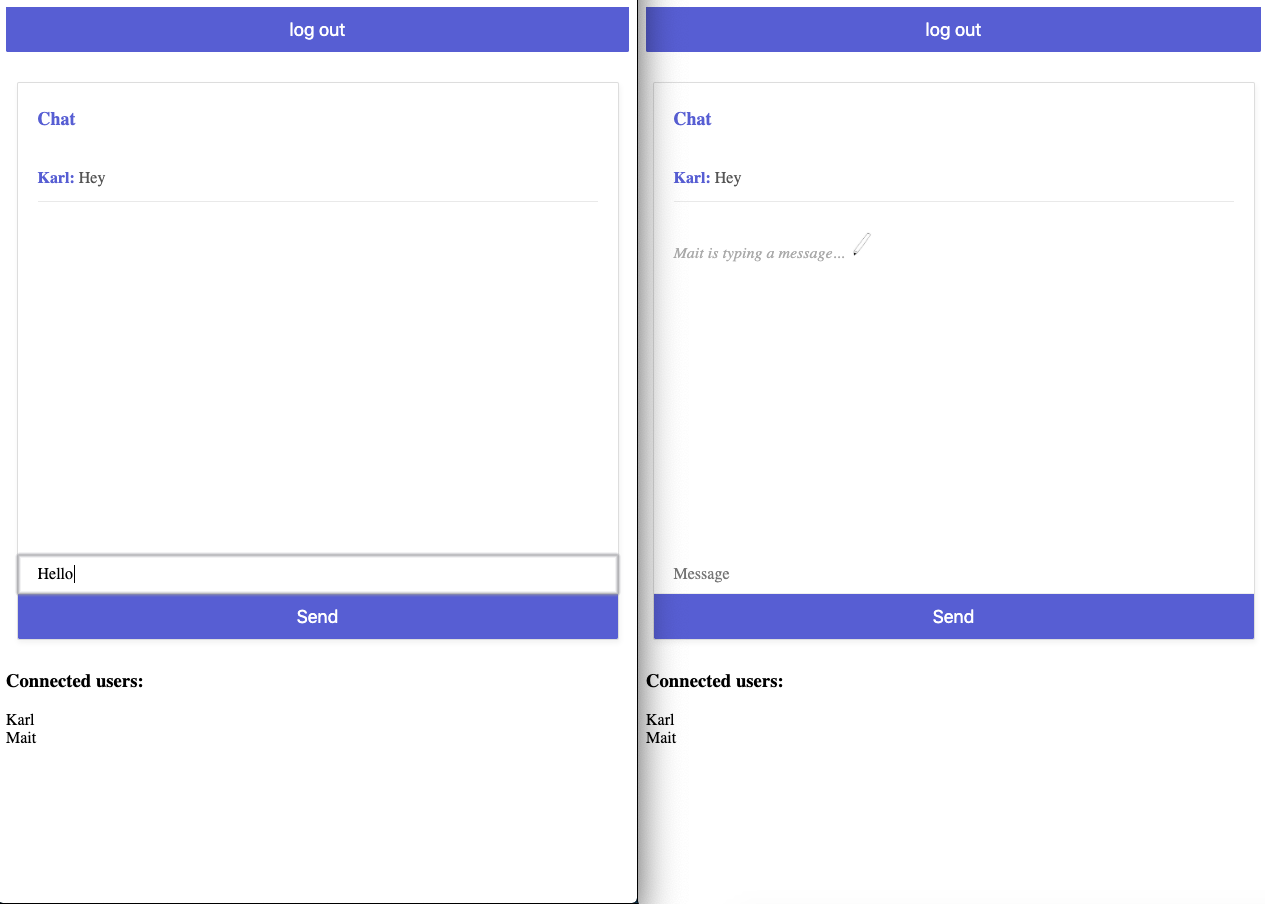 log out
Chat
Karl: Hey
Hello
Send
Connected users:
Karl
Mait
log out
Chat
Karl: Hey
Mait is typing a message...
Message
Send
Connected users:
Karl
Mait